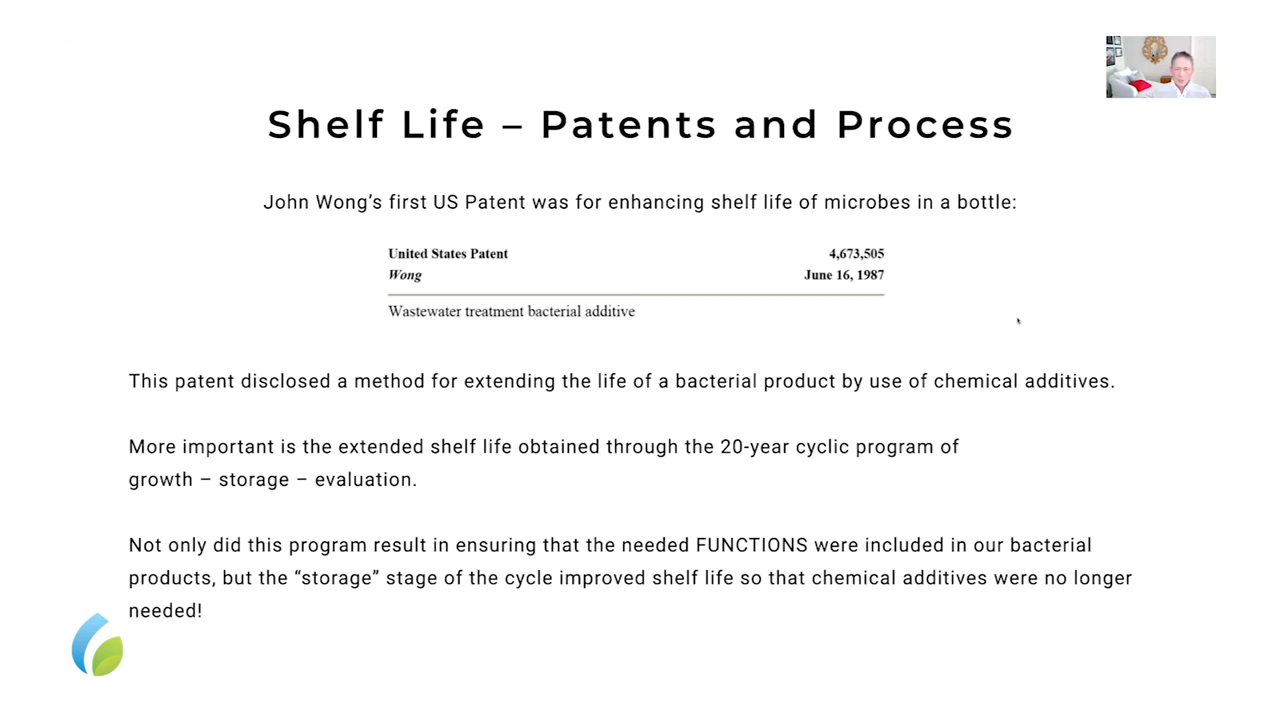 Shelf Life – Patents and Process
John Wong’s first US Patent was for enhancing shelf life of microbes in a bottle:
United States Patent 4,673,505
Wong June 16, 1987
Wastewater treatment bacterial additive
This patent disclosed a method for extending the life of a bacterial product by use of chemical additives.
More important is the extended shelf life obtained through the 20-year cyclic program of
growth – storage – evaluation.
Not only did this program result in ensuring that the needed FUNCTIONS were included in our bacterial
products, but the “storage” stage of the cycle improved shelf life so that chemical additives were no longer
needed!